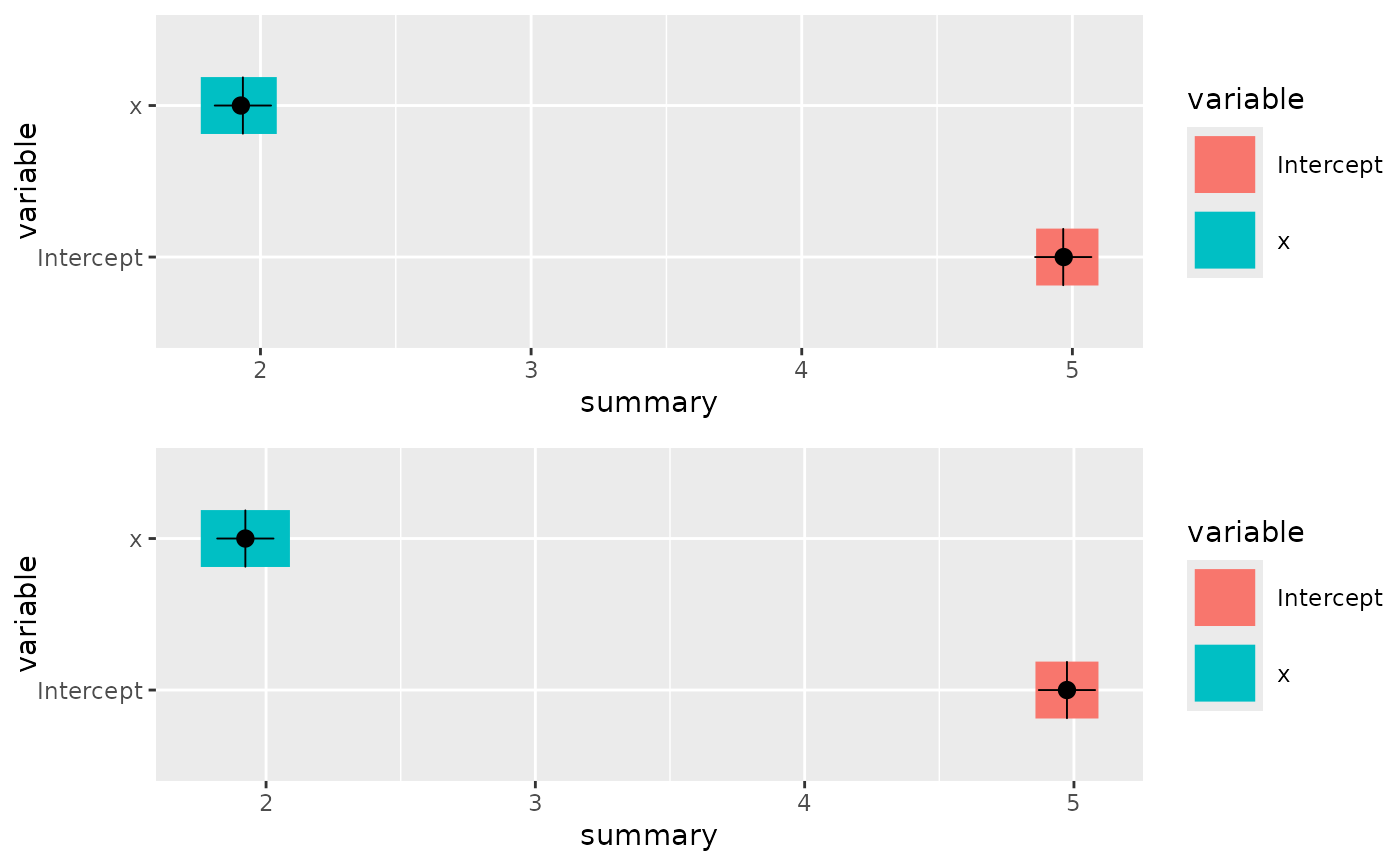 variable
x
Intercept
2 3 4 5
summary
variable
Intercept
x
variable
x
Intercept
2 3 4 5
summary
variable
Intercept
x